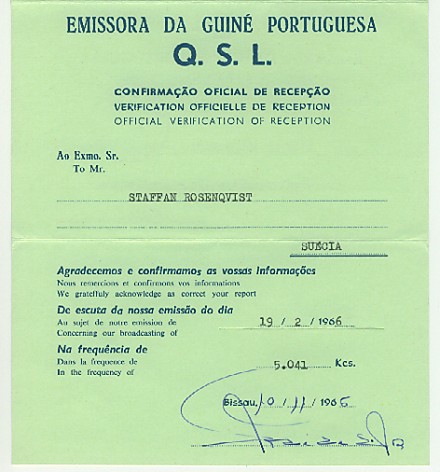 EMISSORA DA GUINÉ PORTUGUESA
Q. S. L.
CONFIRMAÇÃO OFICIAL DE RECEPÇÃO
VERIFICATION OFFICIELLE DE RECEPTION
OFFICIAL VERIFICATION OF RECEPTION
Ao Exmo. Sr.
To Mr.
STAFFAN ROSENQVIST
SUÉCIA
Agradecemos e confirmamos as vossas informações
Nous remercions et confirmons vos informations
We gratefuly acknowledge as correct your report
De escuta da nossa emissão do dia
Au sujet de notre emission de
Concerning our broadcasting of
19 / 2 / 1966
Na frequência de
Dans la frequence de
In the frequency of
5.041 Kcs.
Bissau, 10 / 11 / 1966